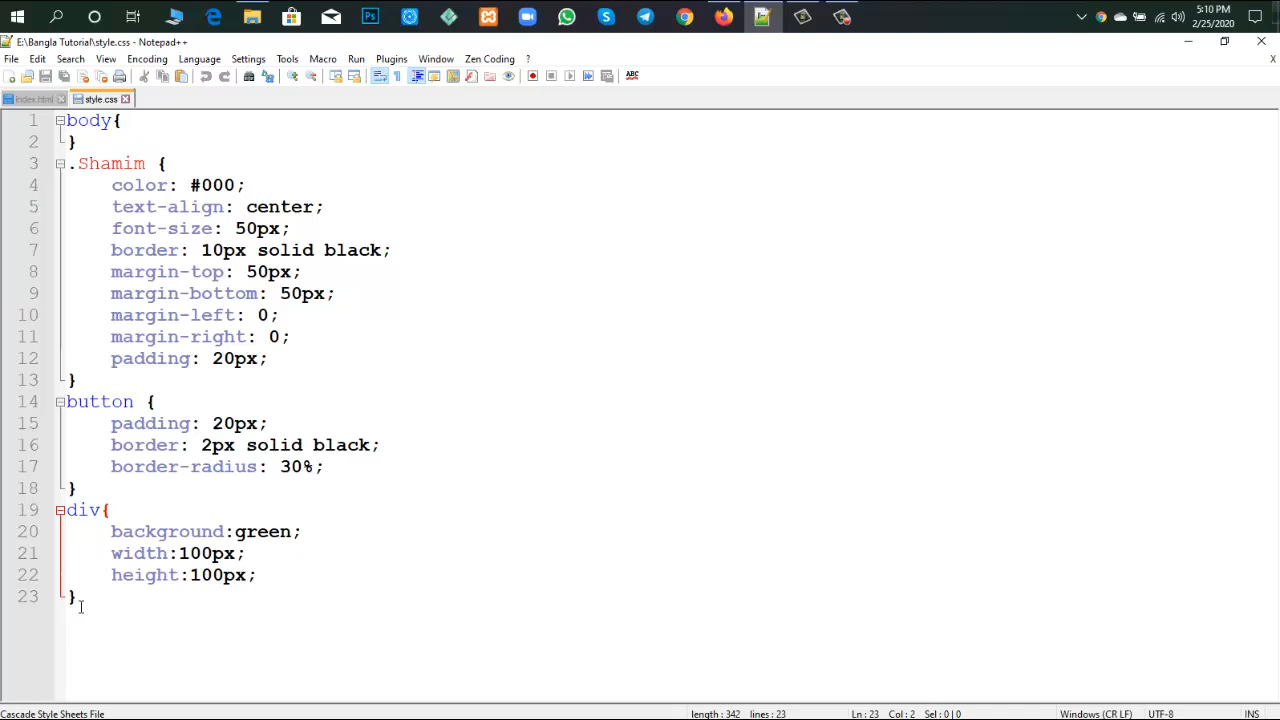 5:10 PM
2/25/2020
E:\Bangla Tutorial\style.css - Notepad++
File Edit Search View Encoding Language Settings Tools Macro Run Plugins Window Zen Coding ? X
index.html style.css
1 body{
2 }
3 .Shamim {
4 color: #000;
5 text-align: center;
6 font-size: 50px;
7 border: 10px solid black;
8 margin-top: 50px;
9 margin-bottom: 50px;
10 margin-left: 0;
11 margin-right: 0;
12 padding: 20px;
13 }
14 button {
15 padding: 20px;
16 border: 2px solid black;
17 border-radius: 30%;
18 }
19 div{
20 background:green;
21 width:100px;
22 height:100px;
23 }
Cascade Style Sheets File length : 342 lines : 23 Ln : 23 Col : 2 Sel : 0 | 0 Windows (CR LF) UTF-8 INS